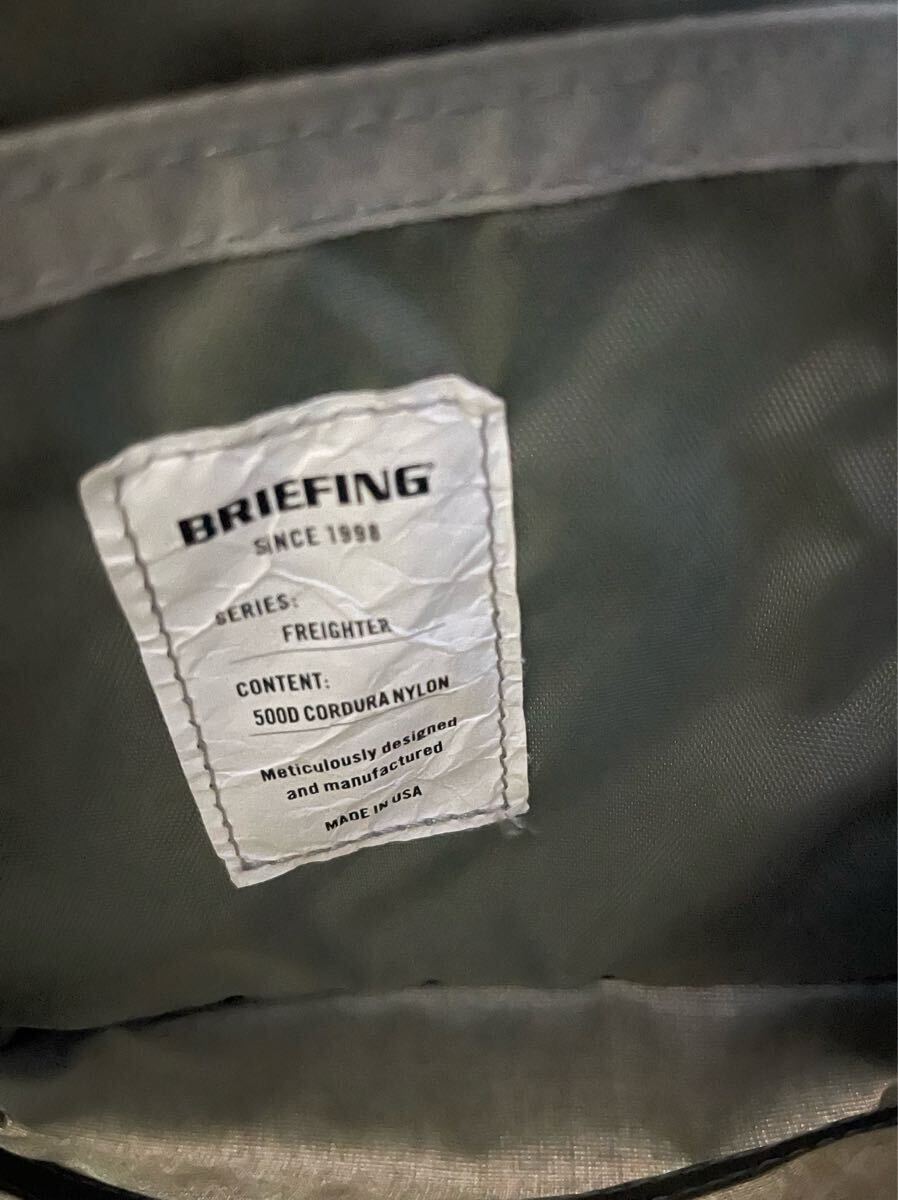 BRIEFING
SINCE 1998
SERIES:
FREIGHTER
CONTENT:
500D CORDURA NYLON
Meticulously designed
and manufactured
MADE IN USA